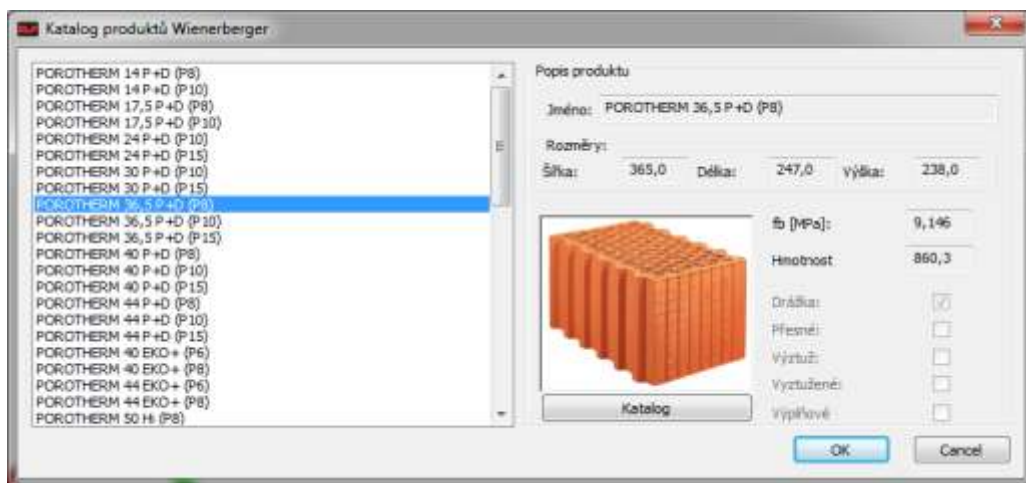 Katalog produktů Wienerberger
POROTHERM 14 P+D (P8)
POROTHERM 14 P+D (P10)
POROTHERM 17,5 P+D (P8)
POROTHERM 17,5 P+D (P10)
POROTHERM 24 P+D (P10)
POROTHERM 24 P+D (P15)
POROTHERM 30 P+D (P10)
POROTHERM 30 P+D (P15)
POROTHERM 36,5 P+D (P8)
POROTHERM 36,5 P+D (P10)
POROTHERM 36,5 P+D (P15)
POROTHERM 40 P+D (P8)
POROTHERM 40 P+D (P10)
POROTHERM 40 P+D (P15)
POROTHERM 44 P+D (P8)
POROTHERM 44 P+D (P10)
POROTHERM 44 P+D (P15)
POROTHERM 40 EKO+ (P6)
POROTHERM 40 EKO+ (P8)
POROTHERM 44 EKO+ (P6)
POROTHERM 44 EKO+ (P8)
POROTHERM 50 Hi (P8)
Popis produktu
Jméno: POROTHERM 36,5 P+D (P8)
Rozměry:
Šířka: 365,0 Délka: 247,0 Výška: 238,0
fb [MPa]: 9,146
Hmotnost 860,3
Drážka:
Přesné:
Výztuž:
Vyztužené:
Výplňové
Katalog
OK Cancel